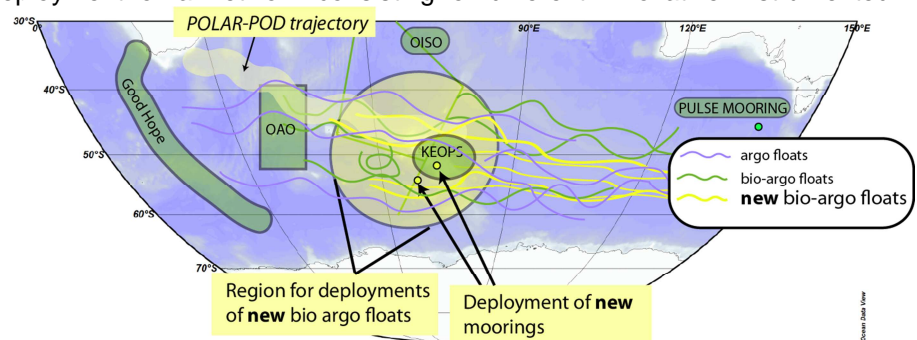 POLAR-POD trajectory
30°S
0°
OISO
90°E
120°E
150°E
40°S
Good Hope
OAO
PULSE MOORING
50°S
KEOPS
argo floats
bio-argo floats
new bio-argo floats
60°S
70°S
Region for deployments
of new bio argo floats
Deployment of new
moorings
Ocean Data View